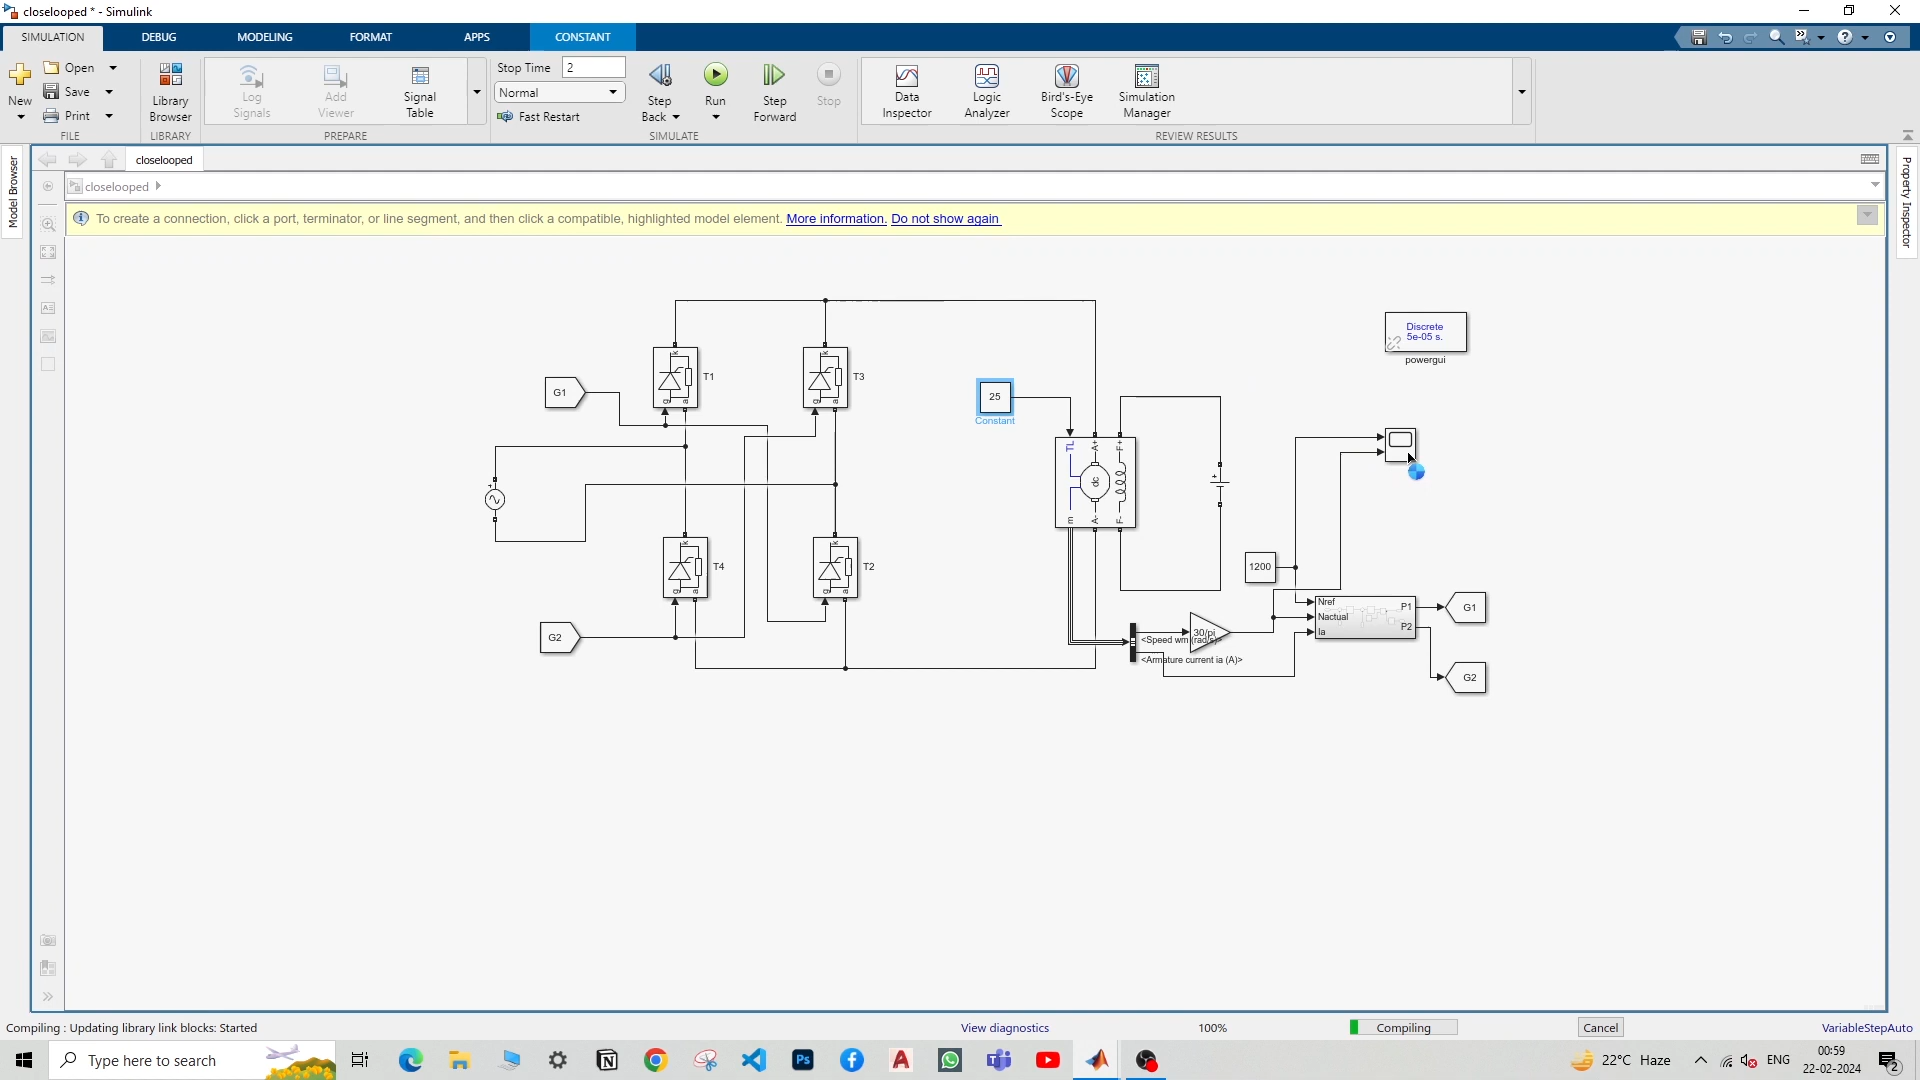 closelooped * - Simulink
SIMULATION DEBUG MODELING FORMAT APPS CONSTANT
New
Open
Save
Print
FILE
Library Browser
LIBRARY
Log Signals
Add Viewer
Signal Table
PREPARE
Stop Time 2
Normal
Fast Restart
Step Back
Run
Step Forward
Stop
SIMULATE
Data Inspector
Logic Analyzer
Bird's-Eye Scope
Simulation Manager
REVIEW RESULTS
Model Browser
closelooped
closelooped
Property Inspector
To create a connection, click a port, terminator, or line segment, and then click a compatible, highlighted model element. More information. Do not show again
Discrete
5e-05 s.
powergui
k
g a
T1
k
g a
T3
G1
25
Constant
TL A+ F+
dc
m A- F-
+
+
k
g a
T4
k
g a
T2
G2
1200
30/pi
<Speed wm (rad/s)>
<Armature current ia (A)>
Nref
Nactual
Ia
P1
P2
G1
G2
Compiling : Updating library link blocks: Started
View diagnostics
100%
Compiling
Cancel
VariableStepAuto
Type here to search
22°C Haze
ENG
00:59
22-02-2024
2